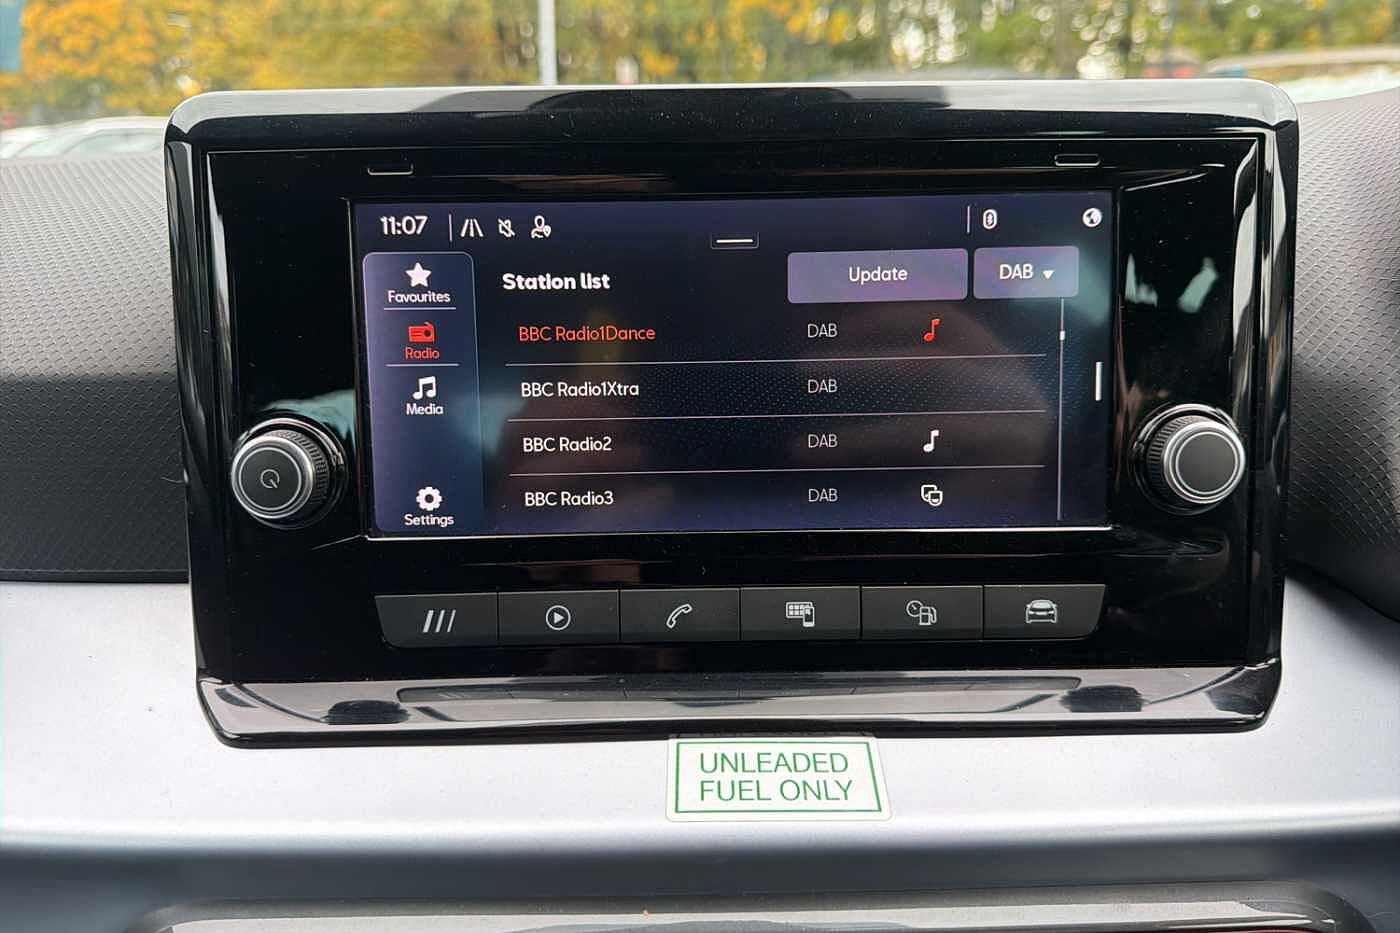 11:07
Favourites
Radio
Media
Settings
Station list
Update
DAB
BBC Radio1Dance DAB
BBC Radio1Xtra DAB
BBC Radio2 DAB
BBC Radio3 DAB
UNLEADED
FUEL ONLY